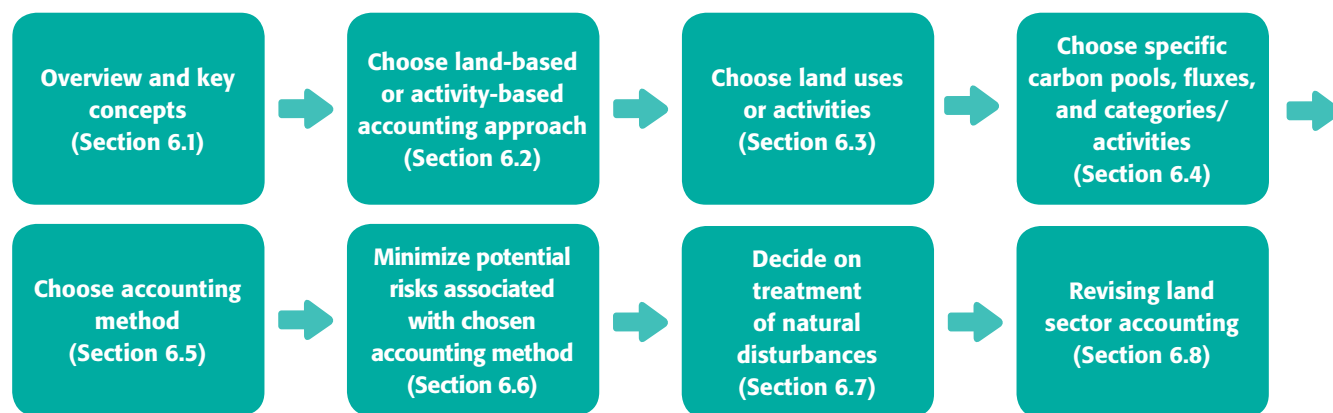 Overview and key
concepts
(Section 6.1)
Choose land-based
or activity-based
accounting approach
(Section 6.2)
Choose land uses
or activities
(Section 6.3)
Choose specific
carbon pools, fluxes,
and categories/
activities
(Section 6.4)
Choose accounting
method
(Section 6.5)
Minimize potential
risks associated
with chosen
accounting method
(Section 6.6)
Decide on
treatment
of natural
disturbances
(Section 6.7)
Revising land
sector accounting
(Section 6.8)